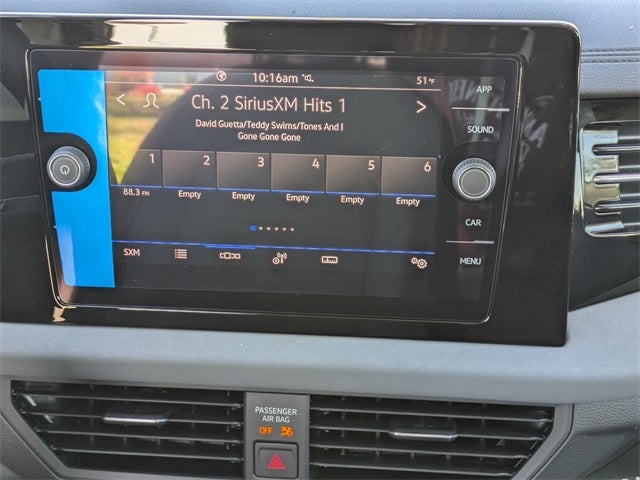 10:16am
51°F
APP
Ch. 2 SiriusXM Hits 1
David Guetta/Teddy Swims/Tones And I
Gone Gone Gone
SOUND
1 2 3 4 5 6
88.3 FM Empty Empty Empty Empty Empty
CAR
SXM
MENU
PASSENGER
AIR BAG
OFF